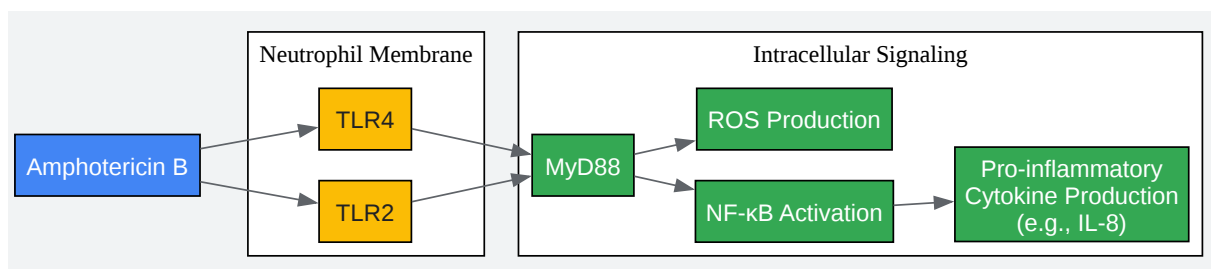 Neutrophil Membrane
Intracellular Signaling
Amphotericin B
TLR4
TLR2
MyD88
ROS Production
NF-κB Activation
Pro-inflammatory
Cytokine Production
(e.g., IL-8)